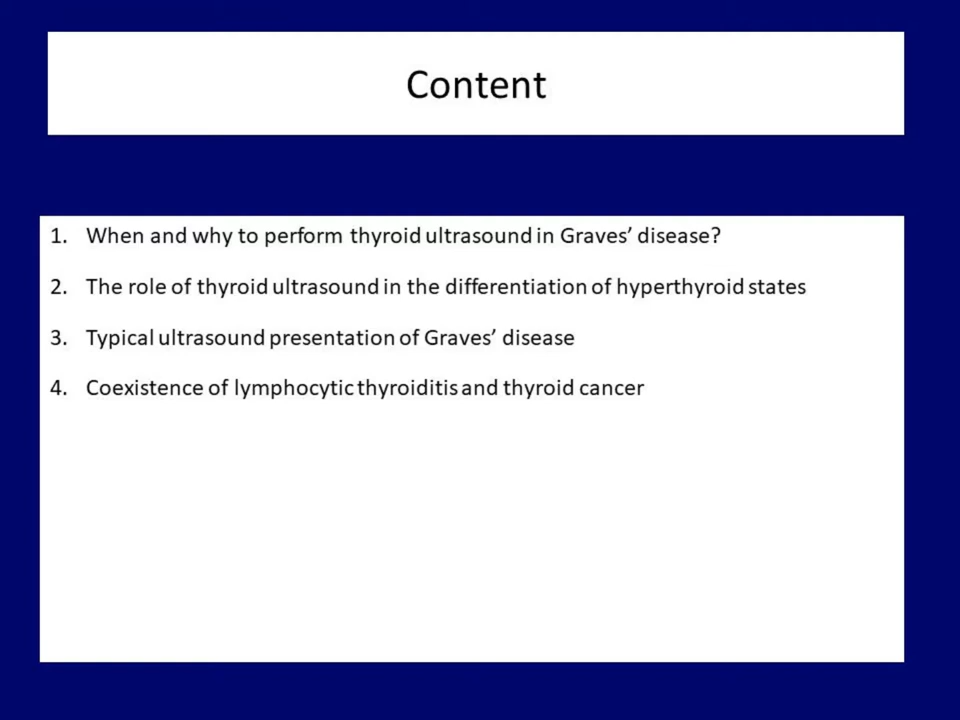 Content
1. When and why to perform thyroid ultrasound in Graves’ disease?
2. The role of thyroid ultrasound in the differentiation of hyperthyroid states
3. Typical ultrasound presentation of Graves’ disease
4. Coexistence of lymphocytic thyroiditis and thyroid cancer